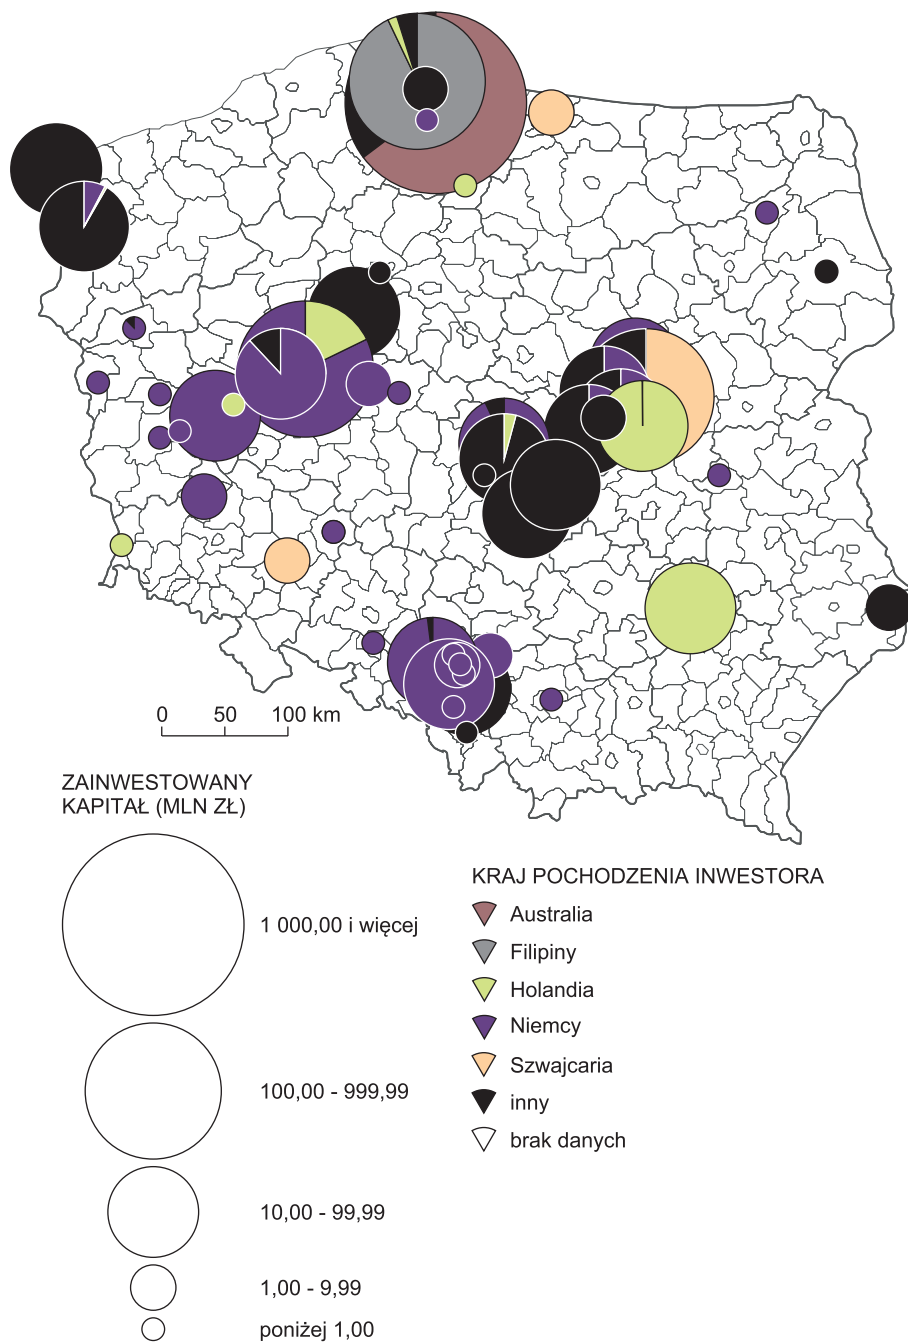 0 50 100 km
ZAINWESTOWANY
KAPITAŁ (MLN ZŁ)
1 000,00 i więcej
100,00 - 999,99
10,00 - 99,99
1,00 - 9,99
poniżej 1,00
KRAJ POCHODZENIA INWESTORA
Australia
Filipiny
Holandia
Niemcy
Szwajcaria
inny
brak danych